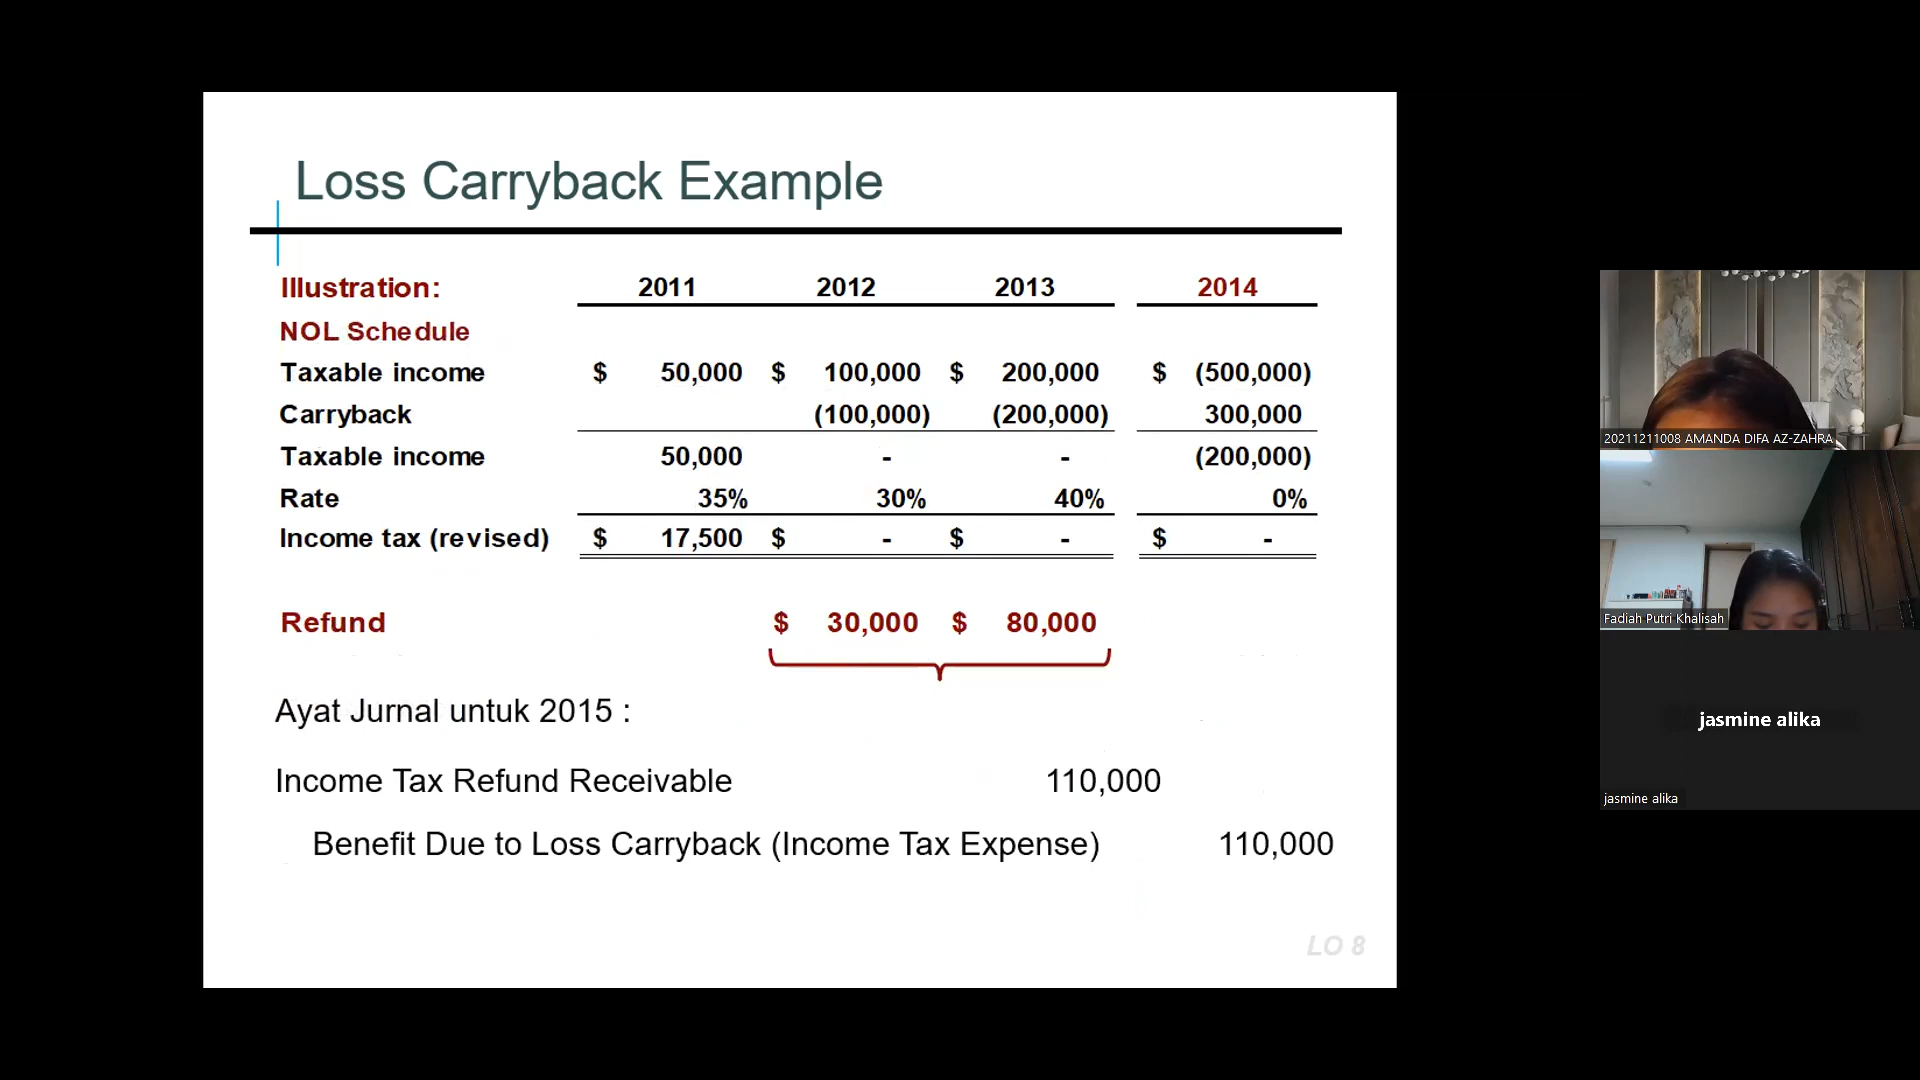 Loss Carryback Example
Illustration: 2011 2012 2013 2014
NOL Schedule
Taxable income $ 50,000 $ 100,000 $ 200,000 $ (500,000)
Carryback (100,000) (200,000) 300,000
Taxable income 50,000 - - (200,000)
Rate 35% 30% 40% 0%
Income tax (revised) $ 17,500 $ - $ - $ -
Refund $ 30,000 $ 80,000
Ayat Jurnal untuk 2015 :
Income Tax Refund Receivable 110,000
Benefit Due to Loss Carryback (Income Tax Expense) 110,000
LO 8
20211211008 AMANDA DIFA AZ-ZAHRA
Fadiah Putri Khalisah
jasmine alika
jasmine alika